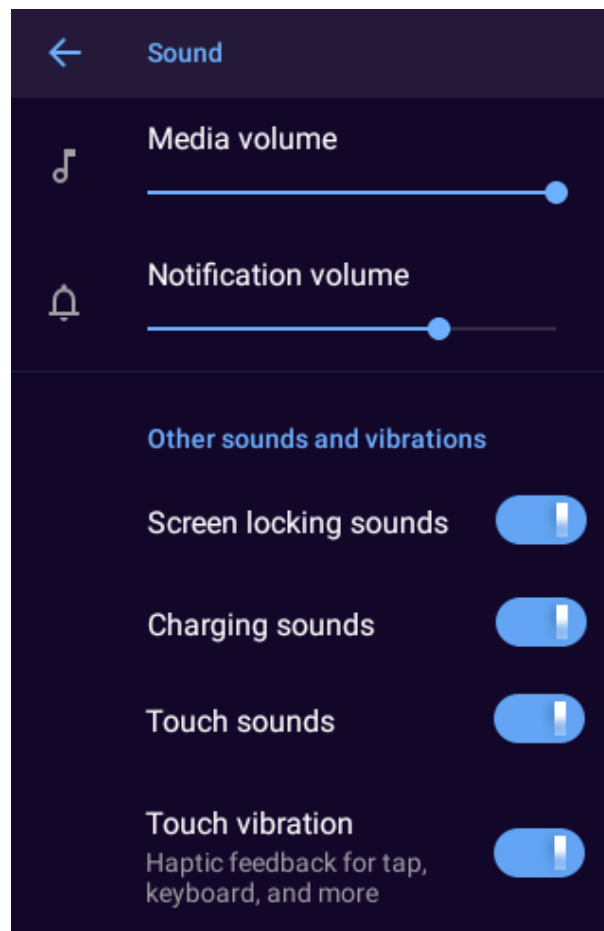 Sound
Media volume
Notification volume
Other sounds and vibrations
Screen locking sounds
Charging sounds
Touch sounds
Touch vibration
Haptic feedback for tap,
keyboard, and more